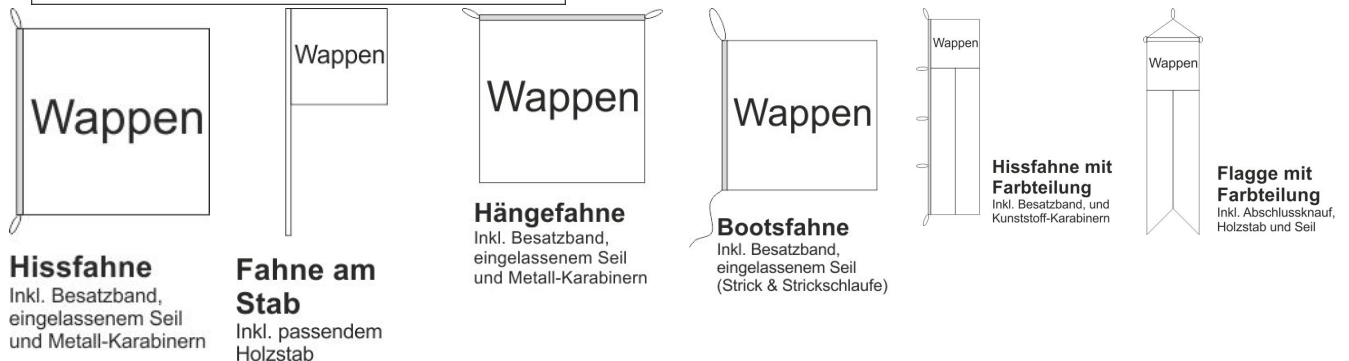 Wappen
Hissfahne
Inkl. Besatzband,
eingelassenem Seil
und Metall-Karabinern
Wappen
Fahne am
Stab
Inkl. passendem
Holzstab
Wappen
Hängefahne
Inkl. Besatzband,
eingelassenem Seil
und Metall-Karabinern
Wappen
Bootsfahne
Inkl. Besatzband,
eingelassenem Seil
(Strick & Strickschlaufe)
Wappen
Hissfahne mit
Farbteilung
Inkl. Besatzband, und
Kunststoff-Karabinern
Wappen
Flagge mit
Farbteilung
Inkl. Abschlussknauf,
Holzstab und Seil